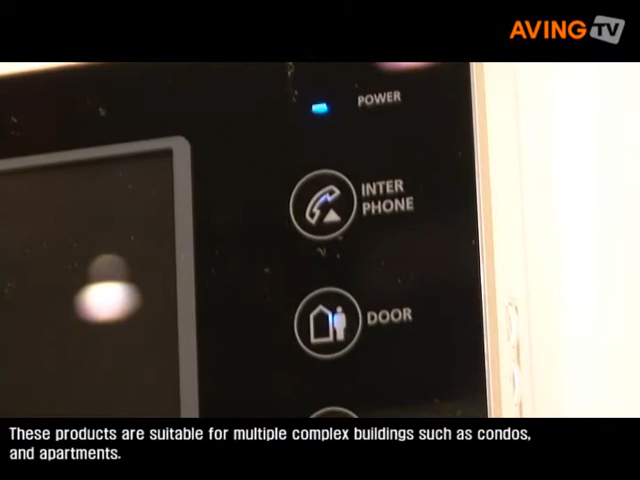 AVING TV
POWER
INTER
PHONE
DOOR
These products are suitable for multiple complex buildings such as condos,
and apartments.